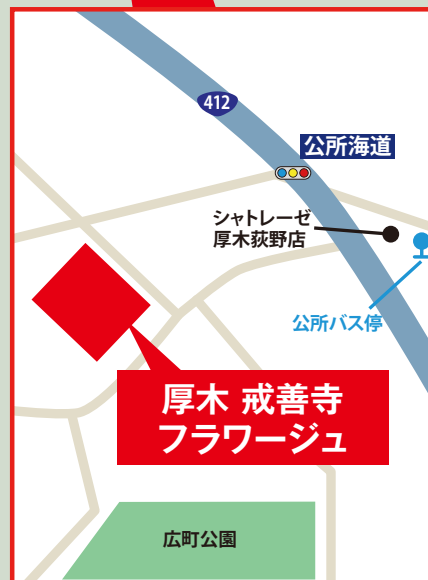 412
公所海道
シャトレーゼ
厚木荻野店
公所バス停
厚木 戒善寺
フラワージュ
広町公園